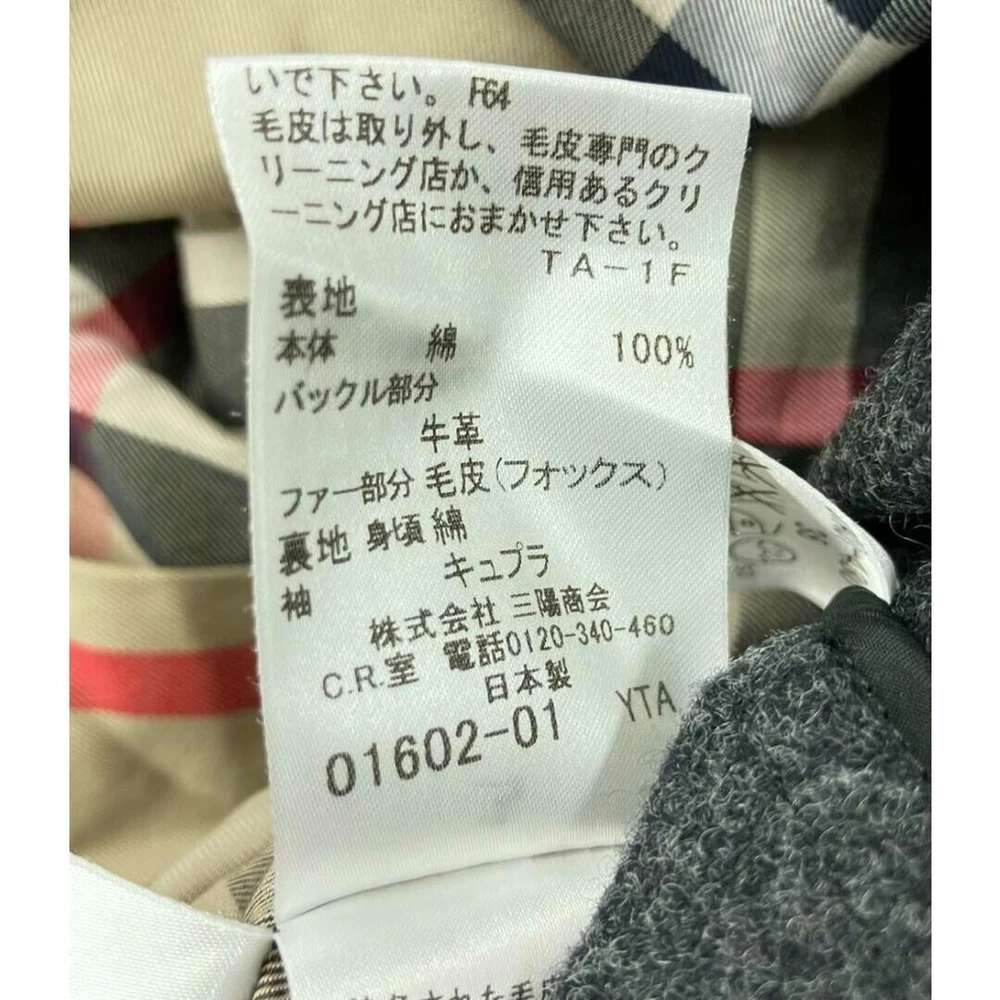 いで下さい。 F64
毛皮は取り外し、毛皮専門のク
リーニング店か、信用あるクリ
ーニング店におまかせ下さい。
TA-1F
表地
本体 綿 100%
バックル部分
牛革
ファー部分 毛皮(フォックス)
裏地 身頃 綿
袖 キュプラ
株式会社 三陽商会
C.R.室 電話0120-340-460
日本製
01602-01 YTA
された毛皮